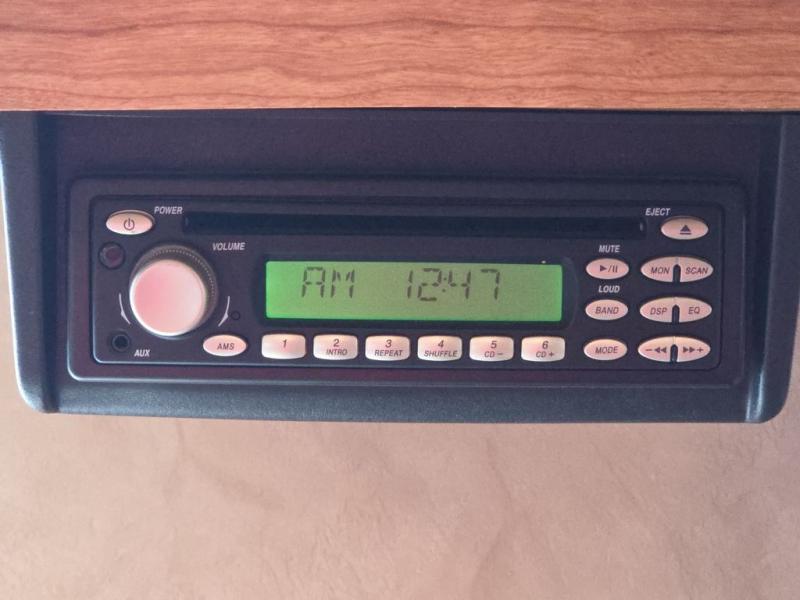 POWER
EJECT
VOLUME
MUTE
AM 12:47
MON SCAN
LOUD
BAND
DSP EQ
AUX
AMS
1
2 INTRO
3 REPEAT
4 SHUFFLE
5 CD −
6 CD +
MODE
− +